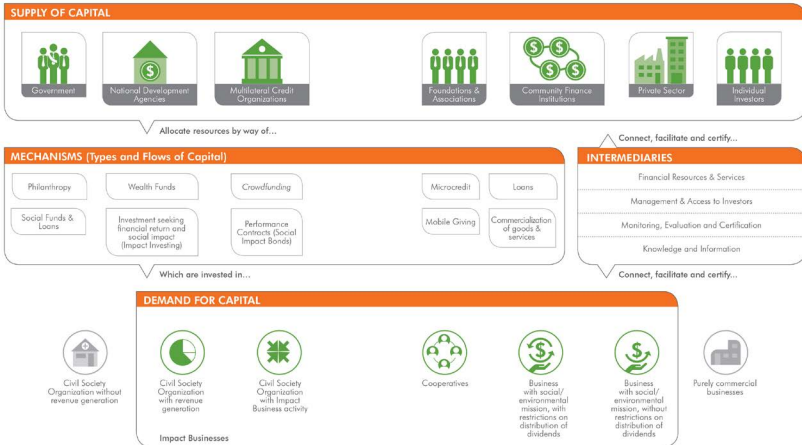 SUPPLY OF CAPITAL
Government
National Development
Agencies
Multilateral Credit
Organizations
Foundations &
Associations
Community Finance
Institutions
Private Sector
Individual
Investors
Allocate resources by way of...
Connect, facilitate and certify...
MECHANISMS (Types and Flows of Capital)
Philanthropy
Wealth Funds
Crowdfunding
Microcredit
Loans
Social Funds &
Loans
Investment seeking
financial return and
social impact
(Impact Investing)
Performance
Contracts (Social
Impact Bonds)
Mobile Giving
Commercialization
of goods &
services
INTERMEDIARIES
Financial Resources & Services
Management & Access to Investors
Monitoring, Evaluation and Certification
Knowledge and Information
Which are invested in...
Connect, facilitate and certify...
DEMAND FOR CAPITAL
Civil Society
Organization without
revenue generation
Civil Society
Organization
with revenue
generation
Civil Society
Organization
with Impact
Business activity
Cooperatives
Business
with social/
environmental
mission, with
restrictions on
distribution of
dividends
Business
with social/
environmental
mission, without
restrictions on
distribution of
dividends
Purely commercial
businesses
Impact Businesses